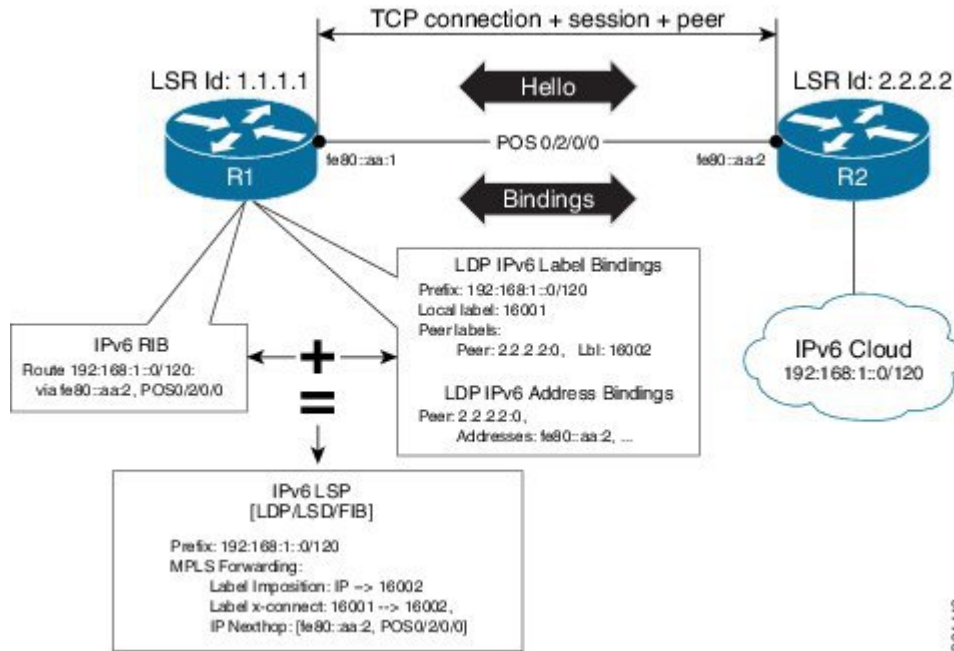 TCP connection + session + peer
LSR Id: 1.1.1.1
LSR Id: 2.2.2.2
Hello
POS 0/2/0/0
fe80::aa:1
fe80::aa:2
R1
R2
Bindings
LDP IPv6 Label Bindings
Prefix: 192:168:1::0/120
Local label: 16001
Peer labels:
Peer: 2.2.2.2:0, Lbl: 16002
LDP IPv6 Address Bindings
Peer: 2.2.2.2:0,
Addresses: fe80::aa:2, ...
IPv6 RIB
Route 192:168:1::0/120:
via fe80::aa:2, POS0/2/0/0
+
=
IPv6 Cloud
192:168:1::0/120
IPv6 LSP
[LDP/LSD/FIB]
Prefix: 192:168:1::0/120
MPLS Forwarding:
Label Imposition: IP --> 16002
Label x-connect: 16001 --> 16002,
IP Nexthop: [fe80::aa:2, POS0/2/0/0]